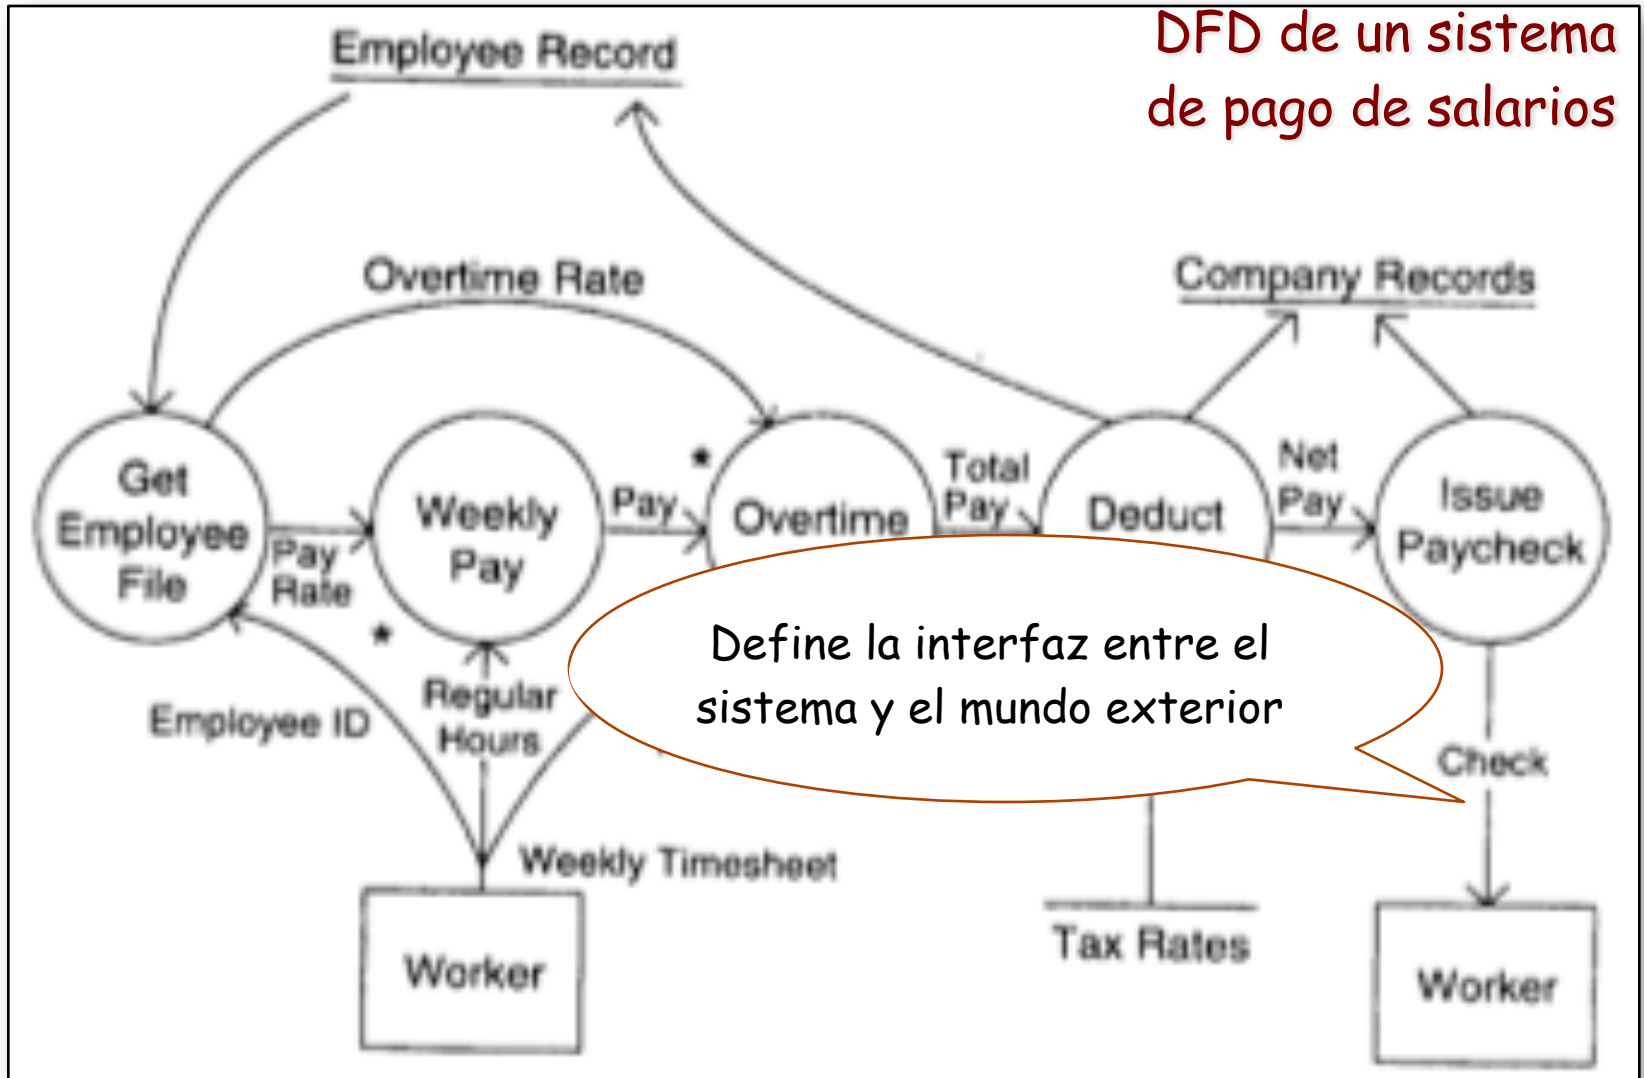 DFD de un sistema
de pago de salarios
Employee Record
Overtime Rate
Company Records
Get
Employee
File
Pay
Rate
Weekly
Pay
*
Pay
*
Overtime
Total
Pay
Deduct
Net
Pay
Issue
Paycheck
Define la interfaz entre el
sistema y el mundo exterior
Employee ID
Regular
Hours
Check
Weekly Timesheet
Worker
Tax Rates
Worker